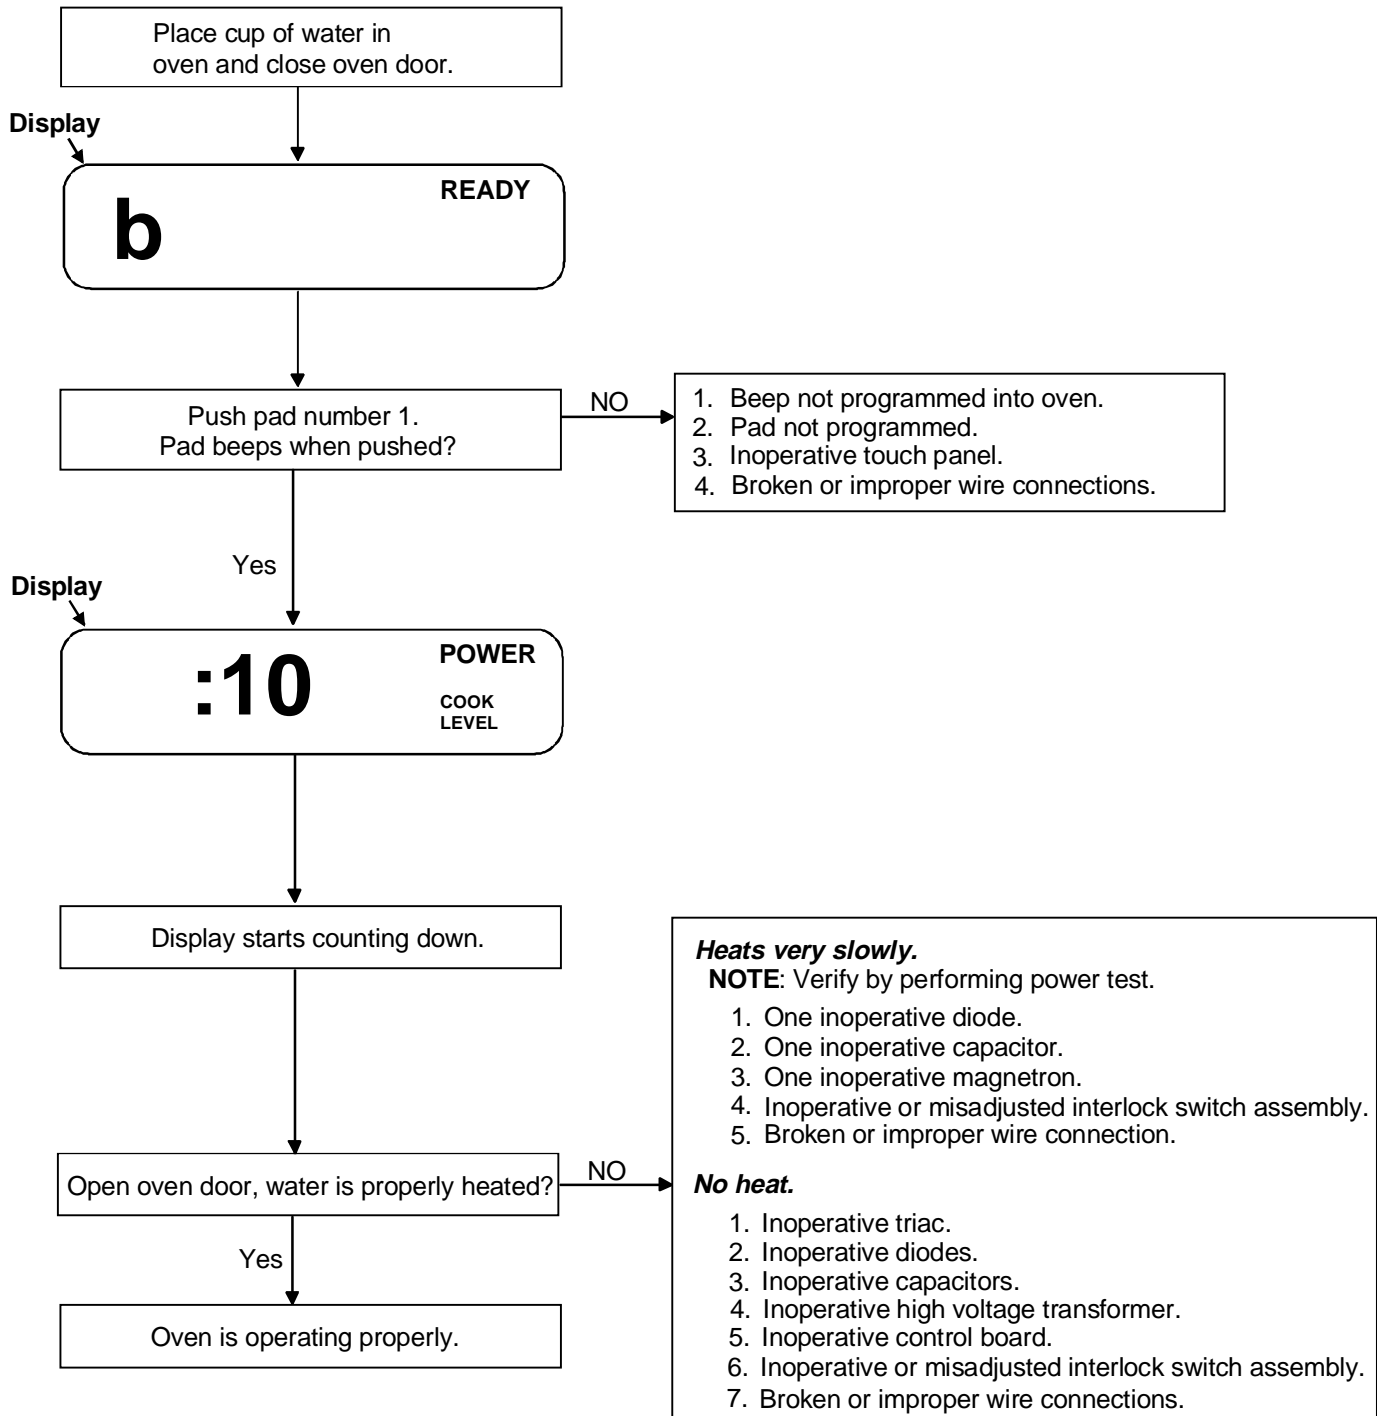 Place cup of water in
oven and close oven door.
Display
READY
b
Push pad number 1.
Pad beeps when pushed?
NO
1. Beep not programmed into oven.
2. Pad not programmed.
3. Inoperative touch panel.
4. Broken or improper wire connections.
Yes
Display
:10
POWER
COOK
LEVEL
Display starts counting down.
Open oven door, water is properly heated?
NO
Heats very slowly.
NOTE: Verify by performing power test.
1. One inoperative diode.
2. One inoperative capacitor.
3. One inoperative magnetron.
4. Inoperative or misadjusted interlock switch assembly.
5. Broken or improper wire connection.
No heat.
1. Inoperative triac.
2. Inoperative diodes.
3. Inoperative capacitors.
4. Inoperative high voltage transformer.
5. Inoperative control board.
6. Inoperative or misadjusted interlock switch assembly.
7. Broken or improper wire connections.
Yes
Oven is operating properly.